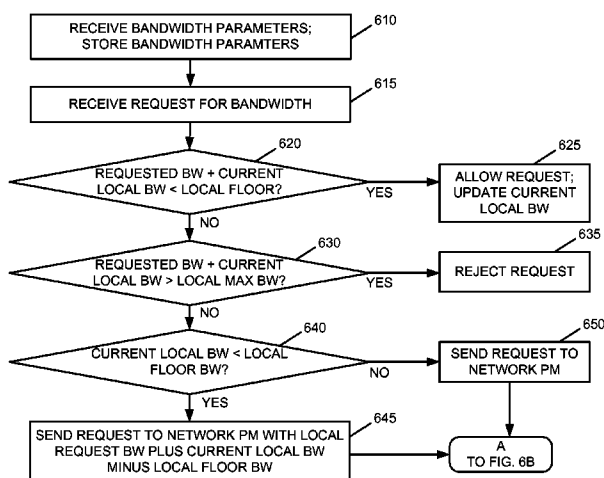 RECEIVE BANDWIDTH PARAMETERS;
STORE BANDWIDTH PARAMTERS
610
RECEIVE REQUEST FOR BANDWIDTH
615
620
REQUESTED BW + CURRENT
LOCAL BW < LOCAL FLOOR?
YES
625
ALLOW REQUEST;
UPDATE CURRENT
LOCAL BW
NO
630
REQUESTED BW + CURRENT
LOCAL BW > LOCAL MAX BW?
YES
635
REJECT REQUEST
NO
640
CURRENT LOCAL BW < LOCAL
FLOOR BW?
NO
650
SEND REQUEST TO
NETWORK PM
YES
645
SEND REQUEST TO NETWORK PM WITH LOCAL
REQUEST BW PLUS CURRENT LOCAL BW
MINUS LOCAL FLOOR BW
A
TO FIG. 6B